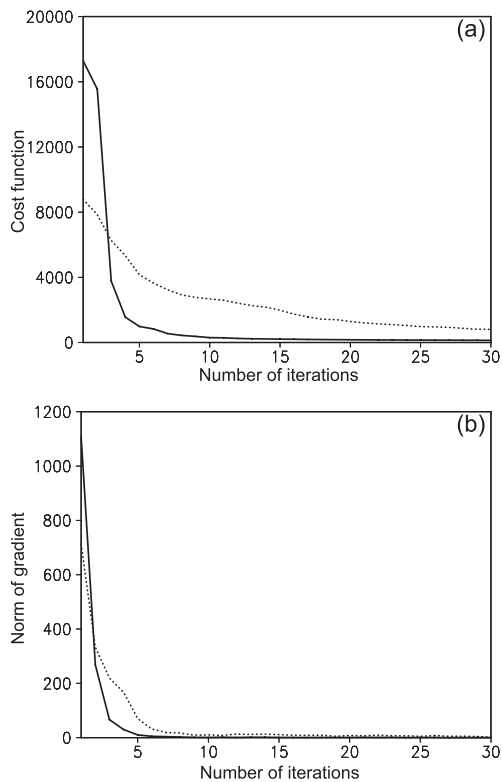 (a)
20000
16000
12000
8000
4000
0
Cost function
5 10 15 20 25 30
Number of iterations
(b)
1200
1000
800
600
400
200
0
Norm of gradient
5 10 15 20 25 30
Number of iterations